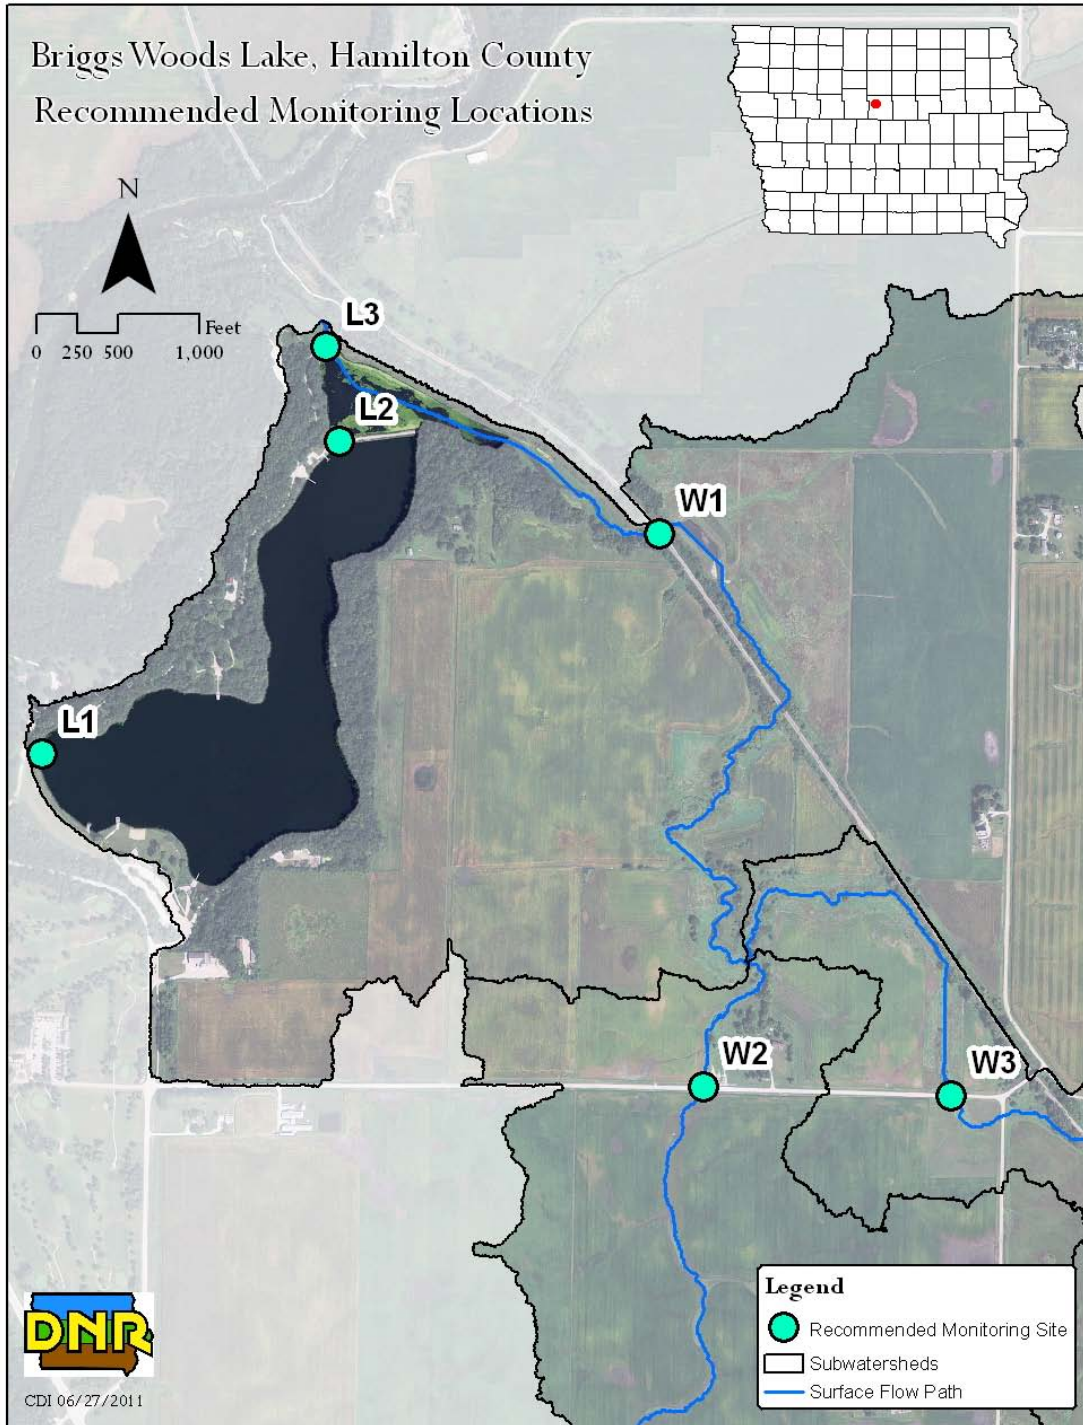 Briggs Woods Lake, Hamilton County
Recommended Monitoring Locations
N
Feet
0 250 500 1,000
L3
L2
W1
L1
W2
W3
Legend
Recommended Monitoring Site
Subwatersheds
Surface Flow Path
DNR
CDI 06/27/2011